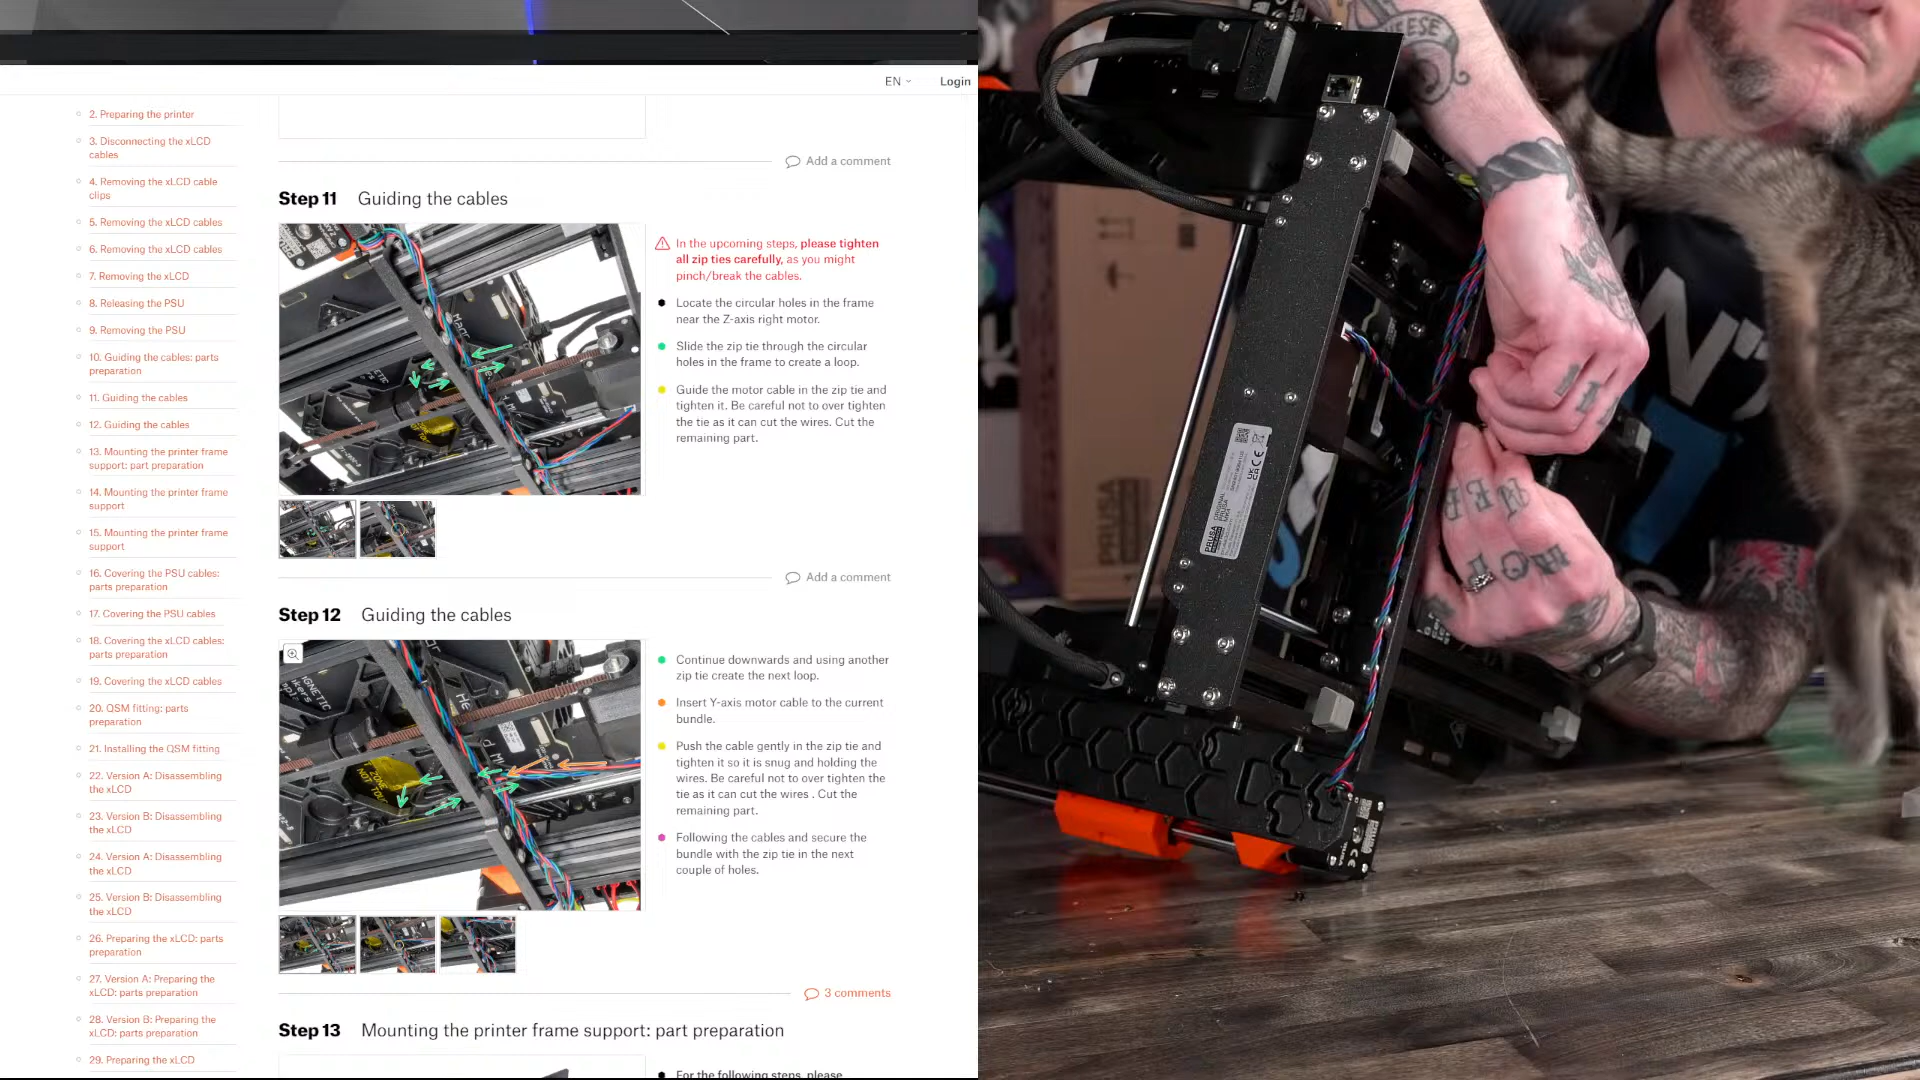 EN
Login
2. Preparing the printer
3. Disconnecting the xLCD
cables
4. Removing the xLCD cable
clips
5. Removing the xLCD cables
6. Removing the xLCD cables
7. Removing the xLCD
8. Releasing the PSU
9. Removing the PSU
10. Guiding the cables: parts
preparation
11. Guiding the cables
12. Guiding the cables
13. Mounting the printer frame
support: part preparation
14. Mounting the printer frame
support
15. Mounting the printer frame
support
16. Covering the PSU cables:
parts preparation
17. Covering the PSU cables
18. Covering the xLCD cables:
parts preparation
19. Covering the xLCD cables
20. QSM fitting: parts
preparation
21. Installing the QSM fitting
22. Version A: Disassembling
the xLCD
23. Version B: Disassembling
the xLCD
24. Version A: Disassembling
the xLCD
25. Version B: Disassembling
the xLCD
26. Preparing the xLCD: parts
preparation
27. Version A: Preparing the
xLCD: parts preparation
28. Version B: Preparing the
xLCD: parts preparation
29. Preparing the xLCD
Add a comment
Step 11 Guiding the cables
In the upcoming steps, please tighten
all zip ties carefully, as you might
pinch/break the cables.
Locate the circular holes in the frame
near the Z-axis right motor.
Slide the zip tie through the circular
holes in the frame to create a loop.
Guide the motor cable in the zip tie and
tighten it. Be careful not to over tighten
the tie as it can cut the wires. Cut the
remaining part.
Add a comment
Step 12 Guiding the cables
Continue downwards and using another
zip tie create the next loop.
Insert Y-axis motor cable to the current
bundle.
Push the cable gently in the zip tie and
tighten it so it is snug and holding the
wires. Be careful not to over tighten the
tie as it can cut the wires . Cut the
remaining part.
Following the cables and secure the
bundle with the zip tie in the next
couple of holes.
3 comments
Step 13 Mounting the printer frame support: part preparation
For the following steps, please
PRUSA
ORIGINAL
PRUSA
MK4